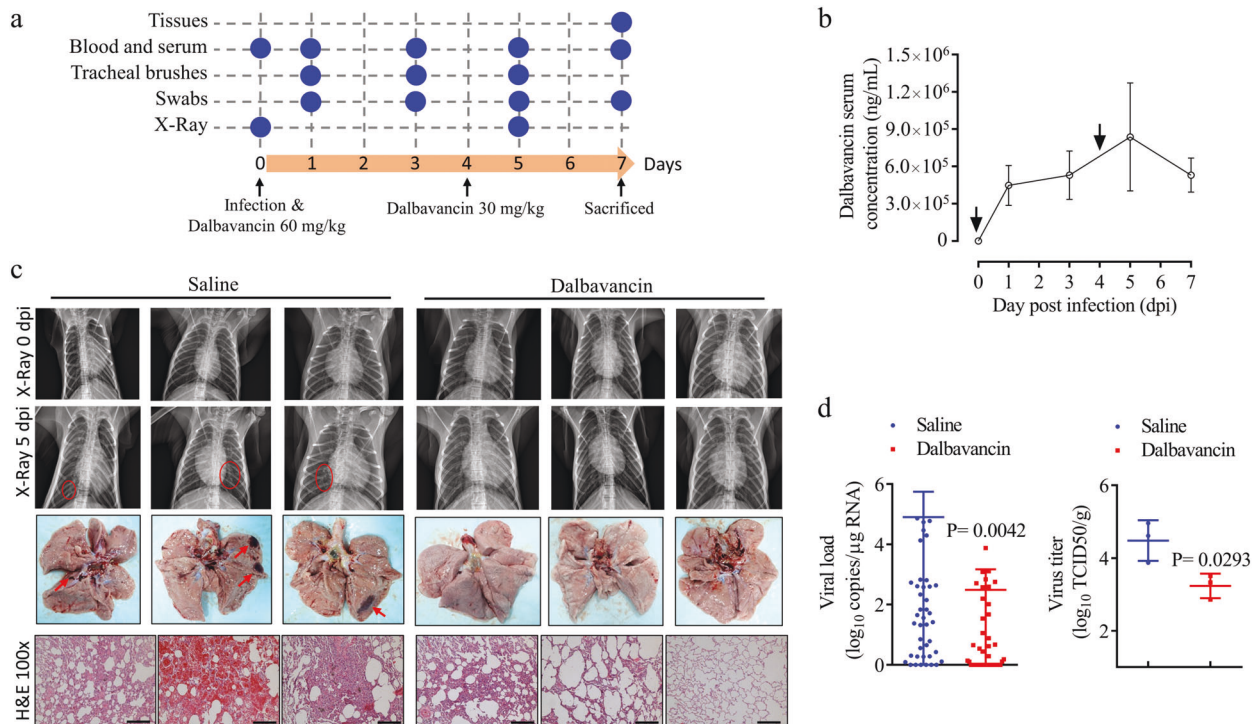 a
Tissues
Blood and serum
Tracheal brushes
Swabs
X-Ray
0 1 2 3 4 5 6 7 Days
Infection &
Dalbavancin 60 mg/kg
Dalbavancin 30 mg/kg
Sacrificed
b
Dalbavancin serum
concentration (ng/mL)
1.5×10⁶
1.2×10⁶
9.0×10⁵
6.0×10⁵
3.0×10⁵
0
0 1 2 3 4 5 6 7
Day post infection (dpi)
c
Saline
Dalbavancin
X-Ray 0 dpi
X-Ray 5 dpi
H&E 100x
d
Saline
Dalbavancin
Viral load
(log₁₀ copies/μg RNA)
6
4
2
0
P= 0.0042
Saline
Dalbavancin
Virus titer
(log₁₀ TCID50/g)
6
4
2
P= 0.0293